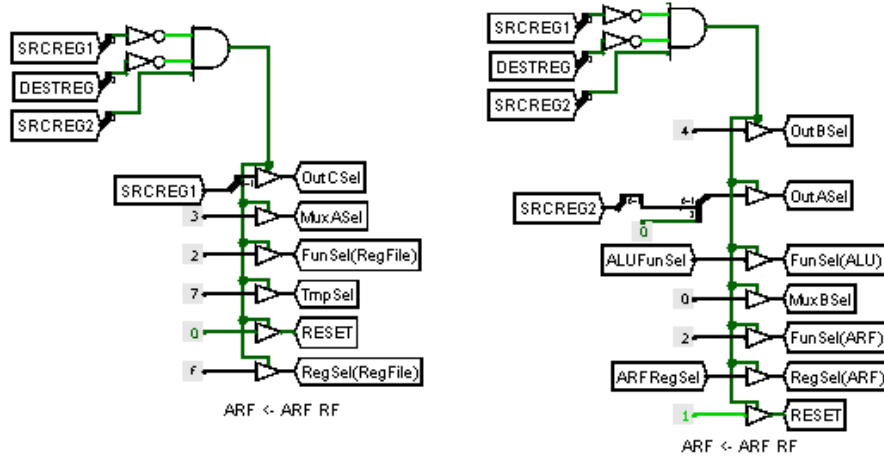 SRCREG1
DESTREG
SRCREG2
SRCREG1
OutCSel
3
MuxASel
2
FunSel(RegFile)
7
TmpSel
0
RESET
f
RegSel(RegFile)
ARF <- ARF RF
SRCREG1
DESTREG
SRCREG2
4
OutBSel
SRCREG2
0
OutASel
ALUFunSel
FunSel(ALU)
0
MuxBSel
2
FunSel(ARF)
ARFRegSel
RegSel(ARF)
1
RESET
ARF <- ARF RF